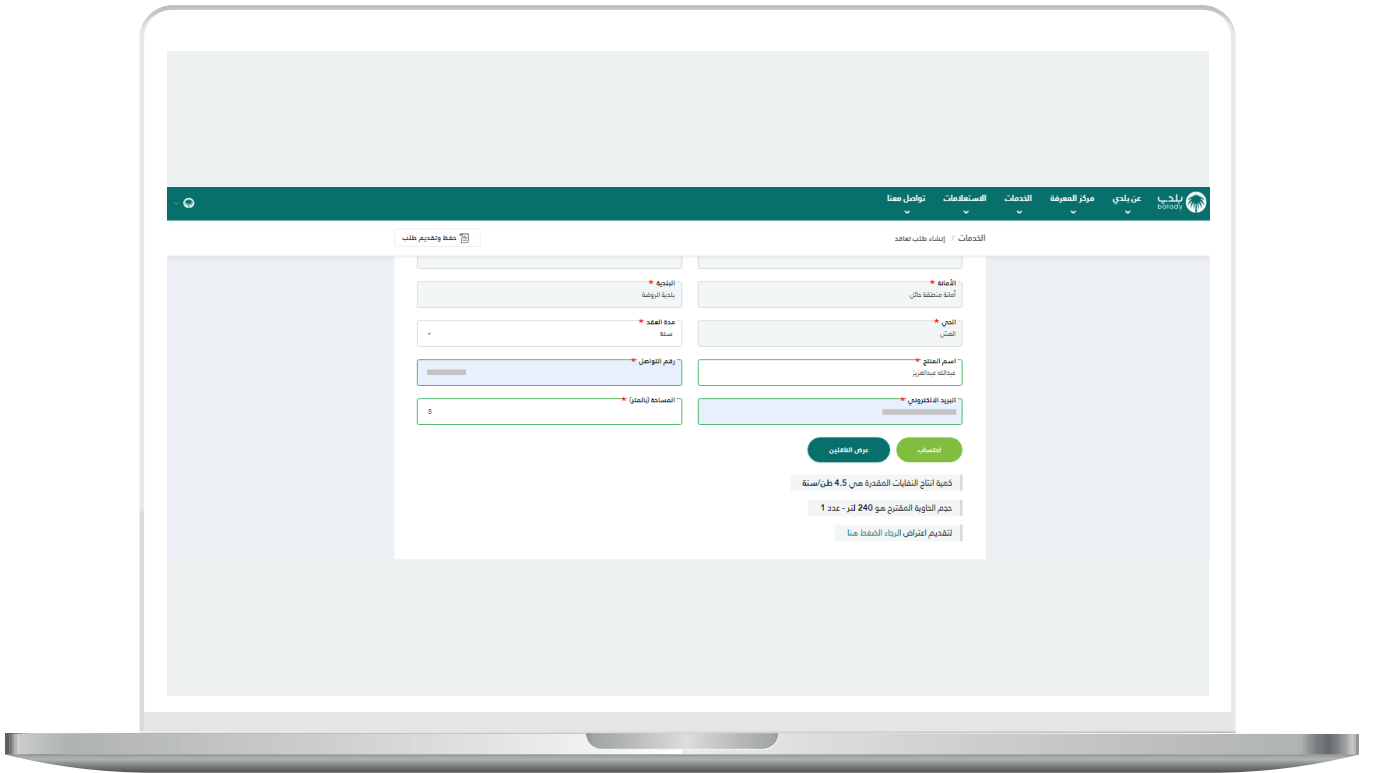 بلدي
balady
عن بلدي
مركز المعرفة
الخدمات
الاستعلامات
تواصل معنا
الخدمات / إنشاء طلب تعاقد
حفظ وتقديم طلب
الأمانة *
أمانة منطقة حائل
البلدية *
بلدية الروضة
الحي *
العش
مدة العقد *
سنة
اسم المنتج *
عبدالله عبدالعزيز
رقم التواصل *
البريد الالكتروني *
المساحة (بالمتر) *
5
احتساب
عرض الناقلين
كمية انتاج النفايات المقدرة هي 4.5 طن/سنة
حجم الحاوية المقترح هو 240 لتر - عدد 1
لتقديم اعتراض الرجاء الضغط هنا